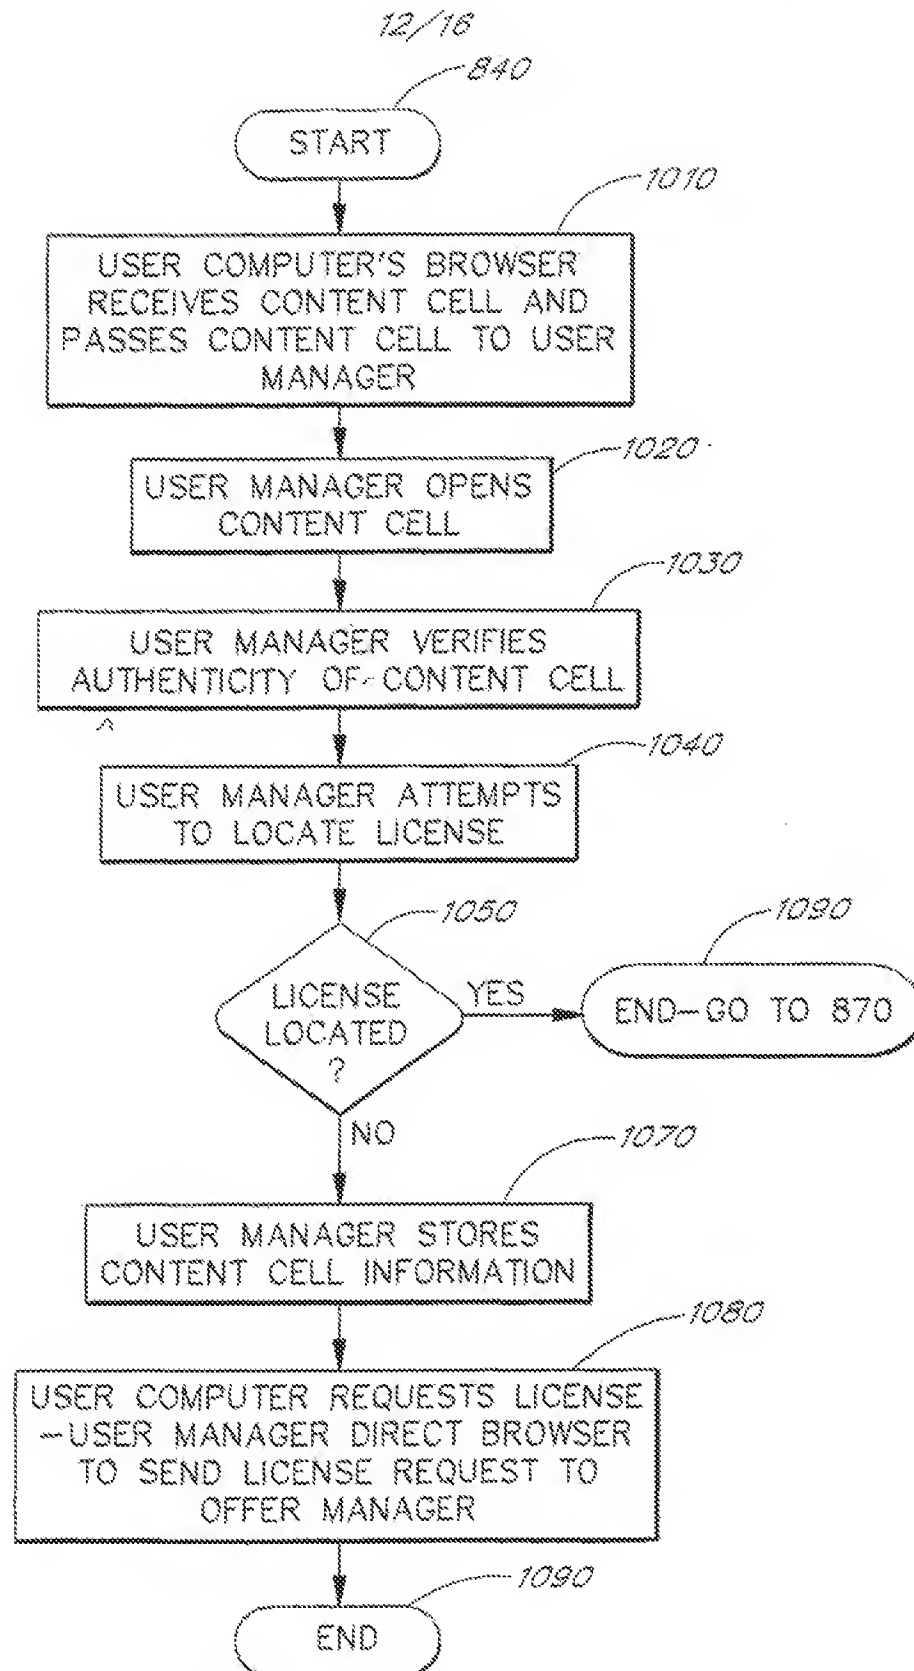 12/16
840
START
1010
USER COMPUTER'S BROWSER
RECEIVES CONTENT CELL AND
PASSES CONTENT CELL TO USER
MANAGER
1020
USER MANAGER OPENS
CONTENT CELL
1030
USER MANAGER VERIFIES
AUTHENTICITY OF CONTENT CELL
1040
USER MANAGER ATTEMPTS
TO LOCATE LICENSE
1050
LICENSE
LOCATED
?
YES
1090
END-GO TO 870
NO
1070
USER MANAGER STORES
CONTENT CELL INFORMATION
1080
USER COMPUTER REQUESTS LICENSE
-USER MANAGER DIRECT BROWSER
TO SEND LICENSE REQUEST TO
OFFER MANAGER
1090
END